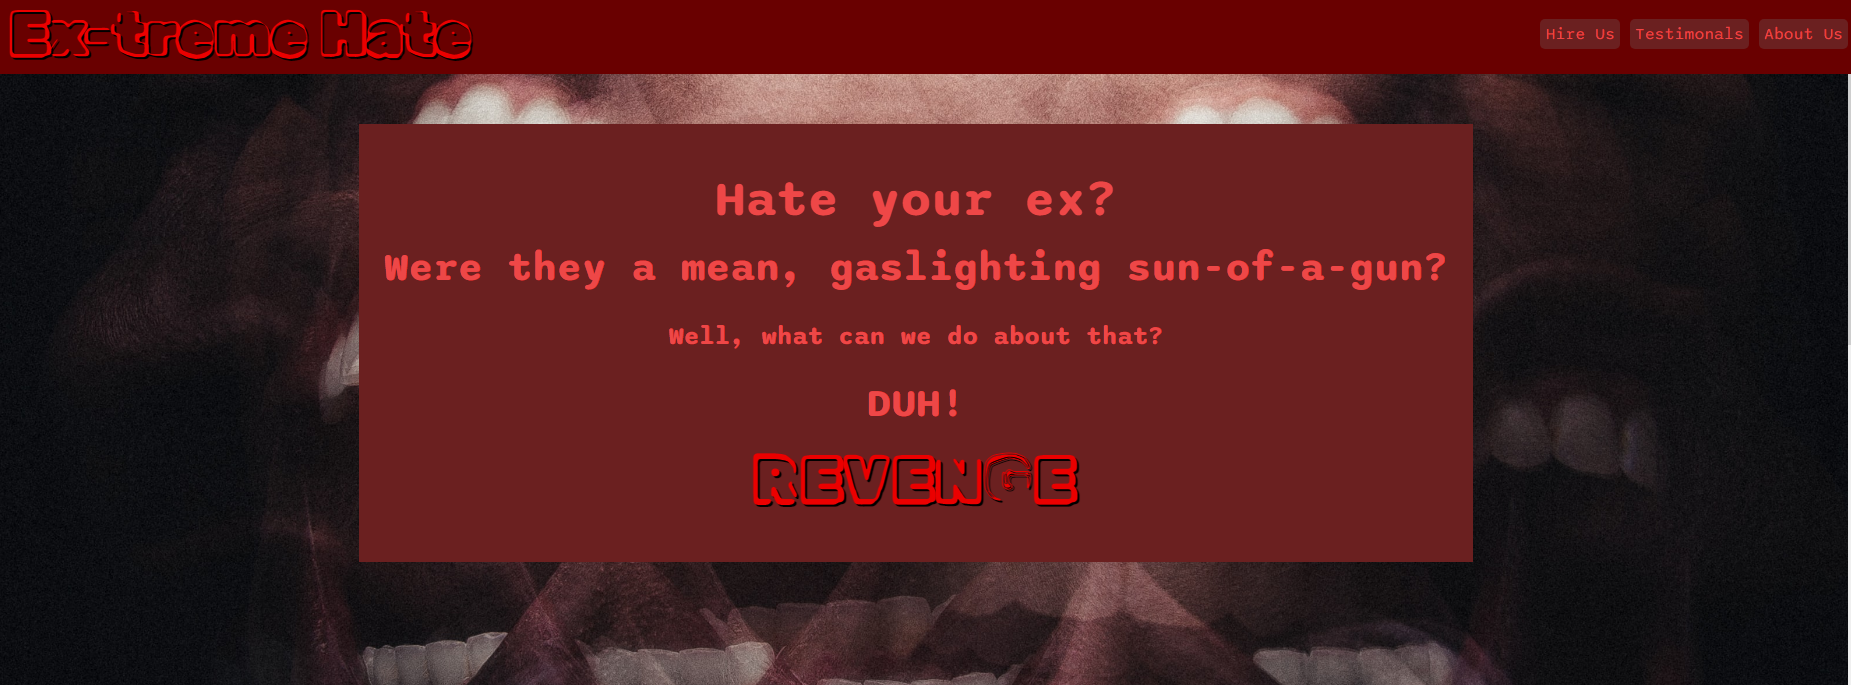 Ex-treme Hate
Hire Us
Testimonals
About Us
Hate your ex?
Were they a mean, gaslighting sun-of-a-gun?
Well, what can we do about that?
DUH!
REVENGE